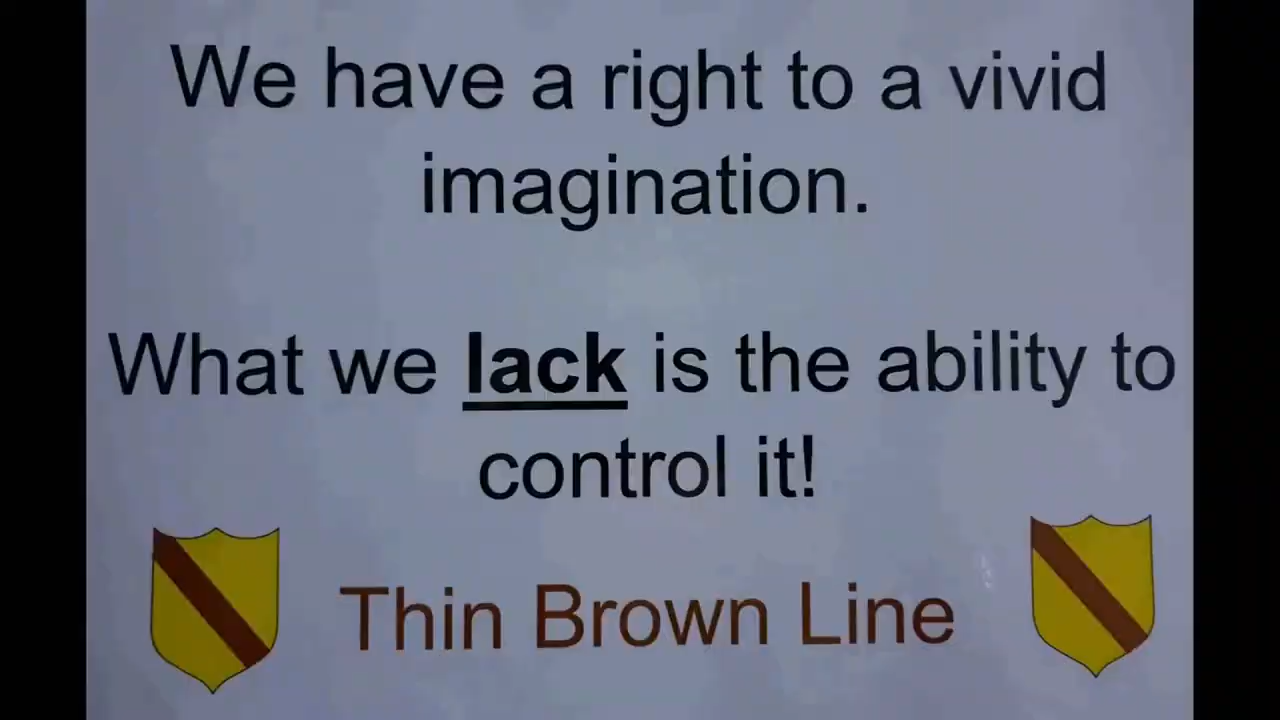 We have a right to a vivid
imagination.
What we lack is the ability to
control it!
Thin Brown Line